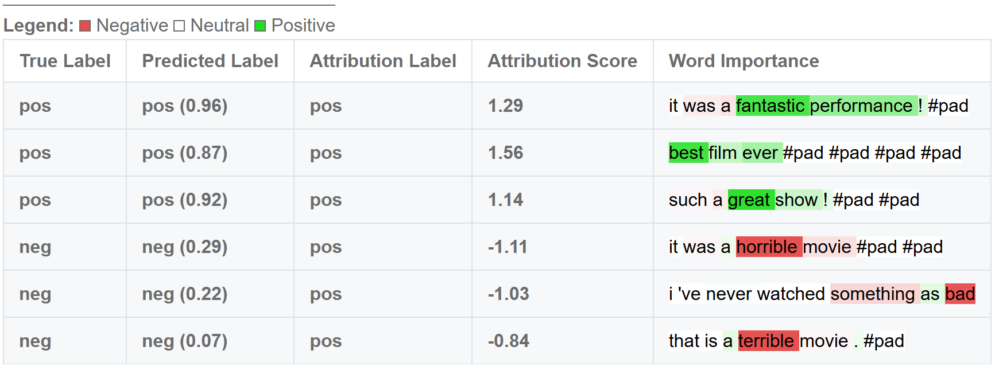 Legend: Negative Neutral Positive
True Label Predicted Label Attribution Label Attribution Score Word Importance
pos pos (0.96) pos 1.29 it was a fantastic performance ! #pad
pos pos (0.87) pos 1.56 best film ever #pad #pad #pad #pad
pos pos (0.92) pos 1.14 such a great show ! #pad #pad
neg neg (0.29) pos -1.11 it was a horrible movie #pad #pad
neg neg (0.22) pos -1.03 i 've never watched something as bad
neg neg (0.07) pos -0.84 that is a terrible movie . #pad